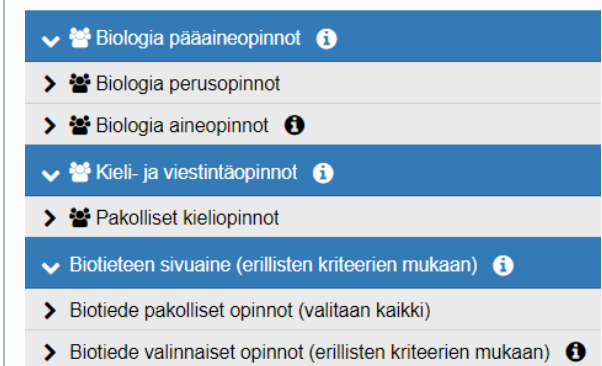 Biologia pääaineopinnot
Biologia perusopinnot
Biologia aineopinnot
Kieli- ja viestintäopinnot
Pakolliset kieliopinnot
Biotieteen sivuaine (erillisten kriteerien mukaan)
Biotiede pakolliset opinnot (valitaan kaikki)
Biotiede valinnaiset opinnot (erillisten kriteerien mukaan)